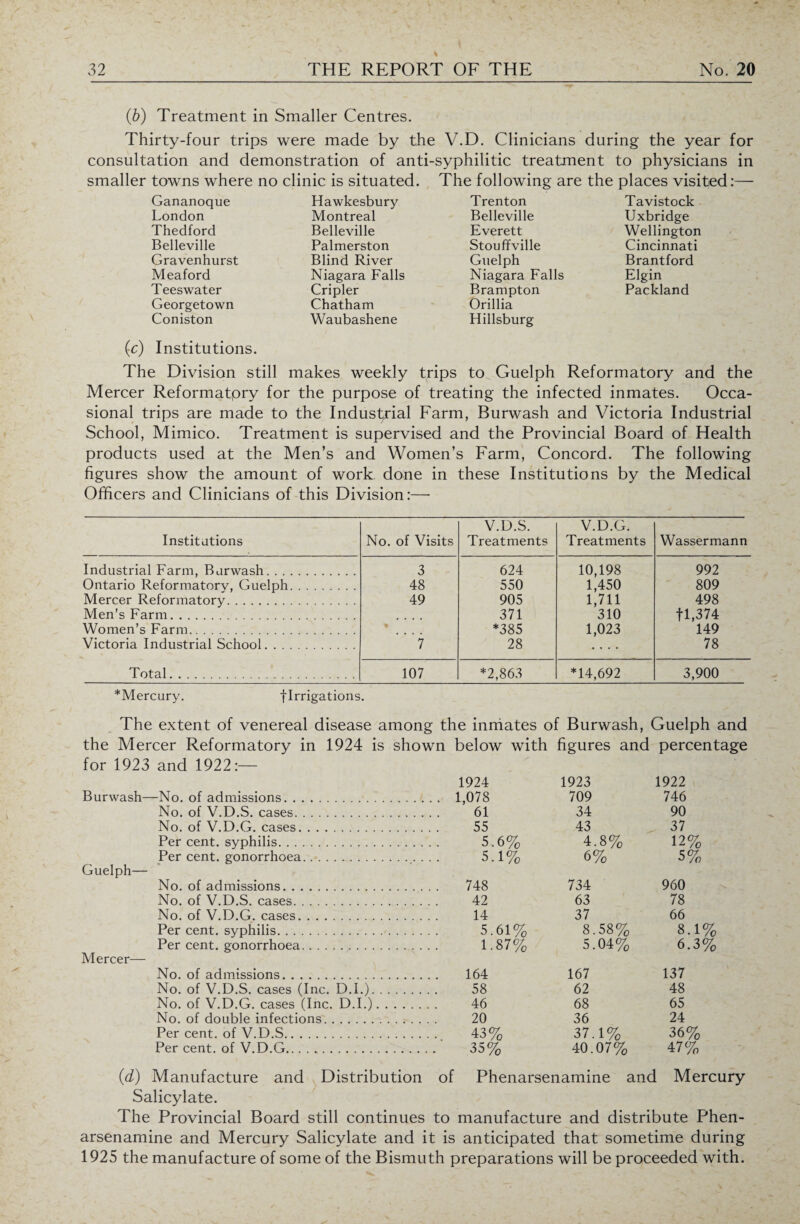 32 THE REPORT OF THE No. 20
(b) Treatment in Smaller Centres.
Thirty-four trips were made by the V.D. Clinicians during the year for
consultation and demonstration of anti-syphilitic treatment to physicians in
smaller towns where no clinic is situated. The following are the places visited:—
Gananoque Hawkesbury Trenton Tavistock
London Montreal Belleville Uxbridge
Thedford Belleville Everett Wellington
Belleville Palmerston Stouffville Cincinnati
Gravenhurst Blind River Guelph Brantford
Meaford Niagara Falls Niagara Falls Elgin
Teeswater Cripler Brampton Packland
Georgetown Chatham Orillia
Coniston Waubashene Hillsburg
(c) Institutions.
The Division still makes weekly trips to Guelph Reformatory and the
Mercer Reformatory for the purpose of treating the infected inmates. Occa-
sional trips are made to the Industrial Farm, Burwash and Victoria Industrial
School, Mimico. Treatment is supervised and the Provincial Board of Health
products used at the Men's and Women's Farm, Concord. The following
figures show the amount of work done in these Institutions by the Medical
Officers and Clinicians of this Division:—
Institutions No. of Visits V.D.S. Treatments V.D.G. Treatments Wassermann
Industrial Farm, Burwash............ 3 624 10,198 992
Ontario Reformatory, Guelph......... 48 550 1,450 809
Mercer Reformatory................. 49 905 1,711 498
Men's Farm......................... .... 371 310 †1,374
Women's Farm....................... .... *385 1,023 149
Victoria Industrial School............ 7 28 .... 78
Total......................... 107 *2,863 *14,692 3,900
*Mercury. †Irrigations.
The extent of venereal disease among the inmates of Burwash, Guelph and
the Mercer Reformatory in 1924 is shown below with figures and percentage
for 1923 and 1922:—
1924 1923 1922
Burwash—No. of admissions..................... 1,078 709 746
No. of V.D.S. cases.................... 61 34 90
No. of V.D.G. cases.................... 55 43 37
Per cent. syphilis...................... 5.6% 4.8% 12%
Per cent. gonorrhoea................... 5.1% 6% 5%
Guelph—
No. of admissions...................... 748 734 960
No. of V.D.S. cases.................... 42 63 78
No. of V.D.G. cases.................... 14 37 66
Per cent. syphilis...................... 5.61% 8.58% 8.1%
Per cent. gonorrhoea................... 1.87% 5.04% 6.3%
Mercer—
No. of admissions...................... 164 167 137
No. of V.D.S. cases (Inc. D.I.)......... 58 62 48
No. of V.D.G. cases (Inc. D.I.)......... 46 68 65
No. of double infections................ 20 36 24
Per cent. of V.D.S..................... 43% 37.1% 36%
Per cent. of V.D.G..................... 35% 40.07% 47%
(d) Manufacture and Distribution of Phenarsenamine and Mercury
Salicylate.
The Provincial Board still continues to manufacture and distribute Phen-
arsenamine and Mercury Salicylate and it is anticipated that sometime during
1925 the manufacture of some of the Bismuth preparations will be proceeded with.